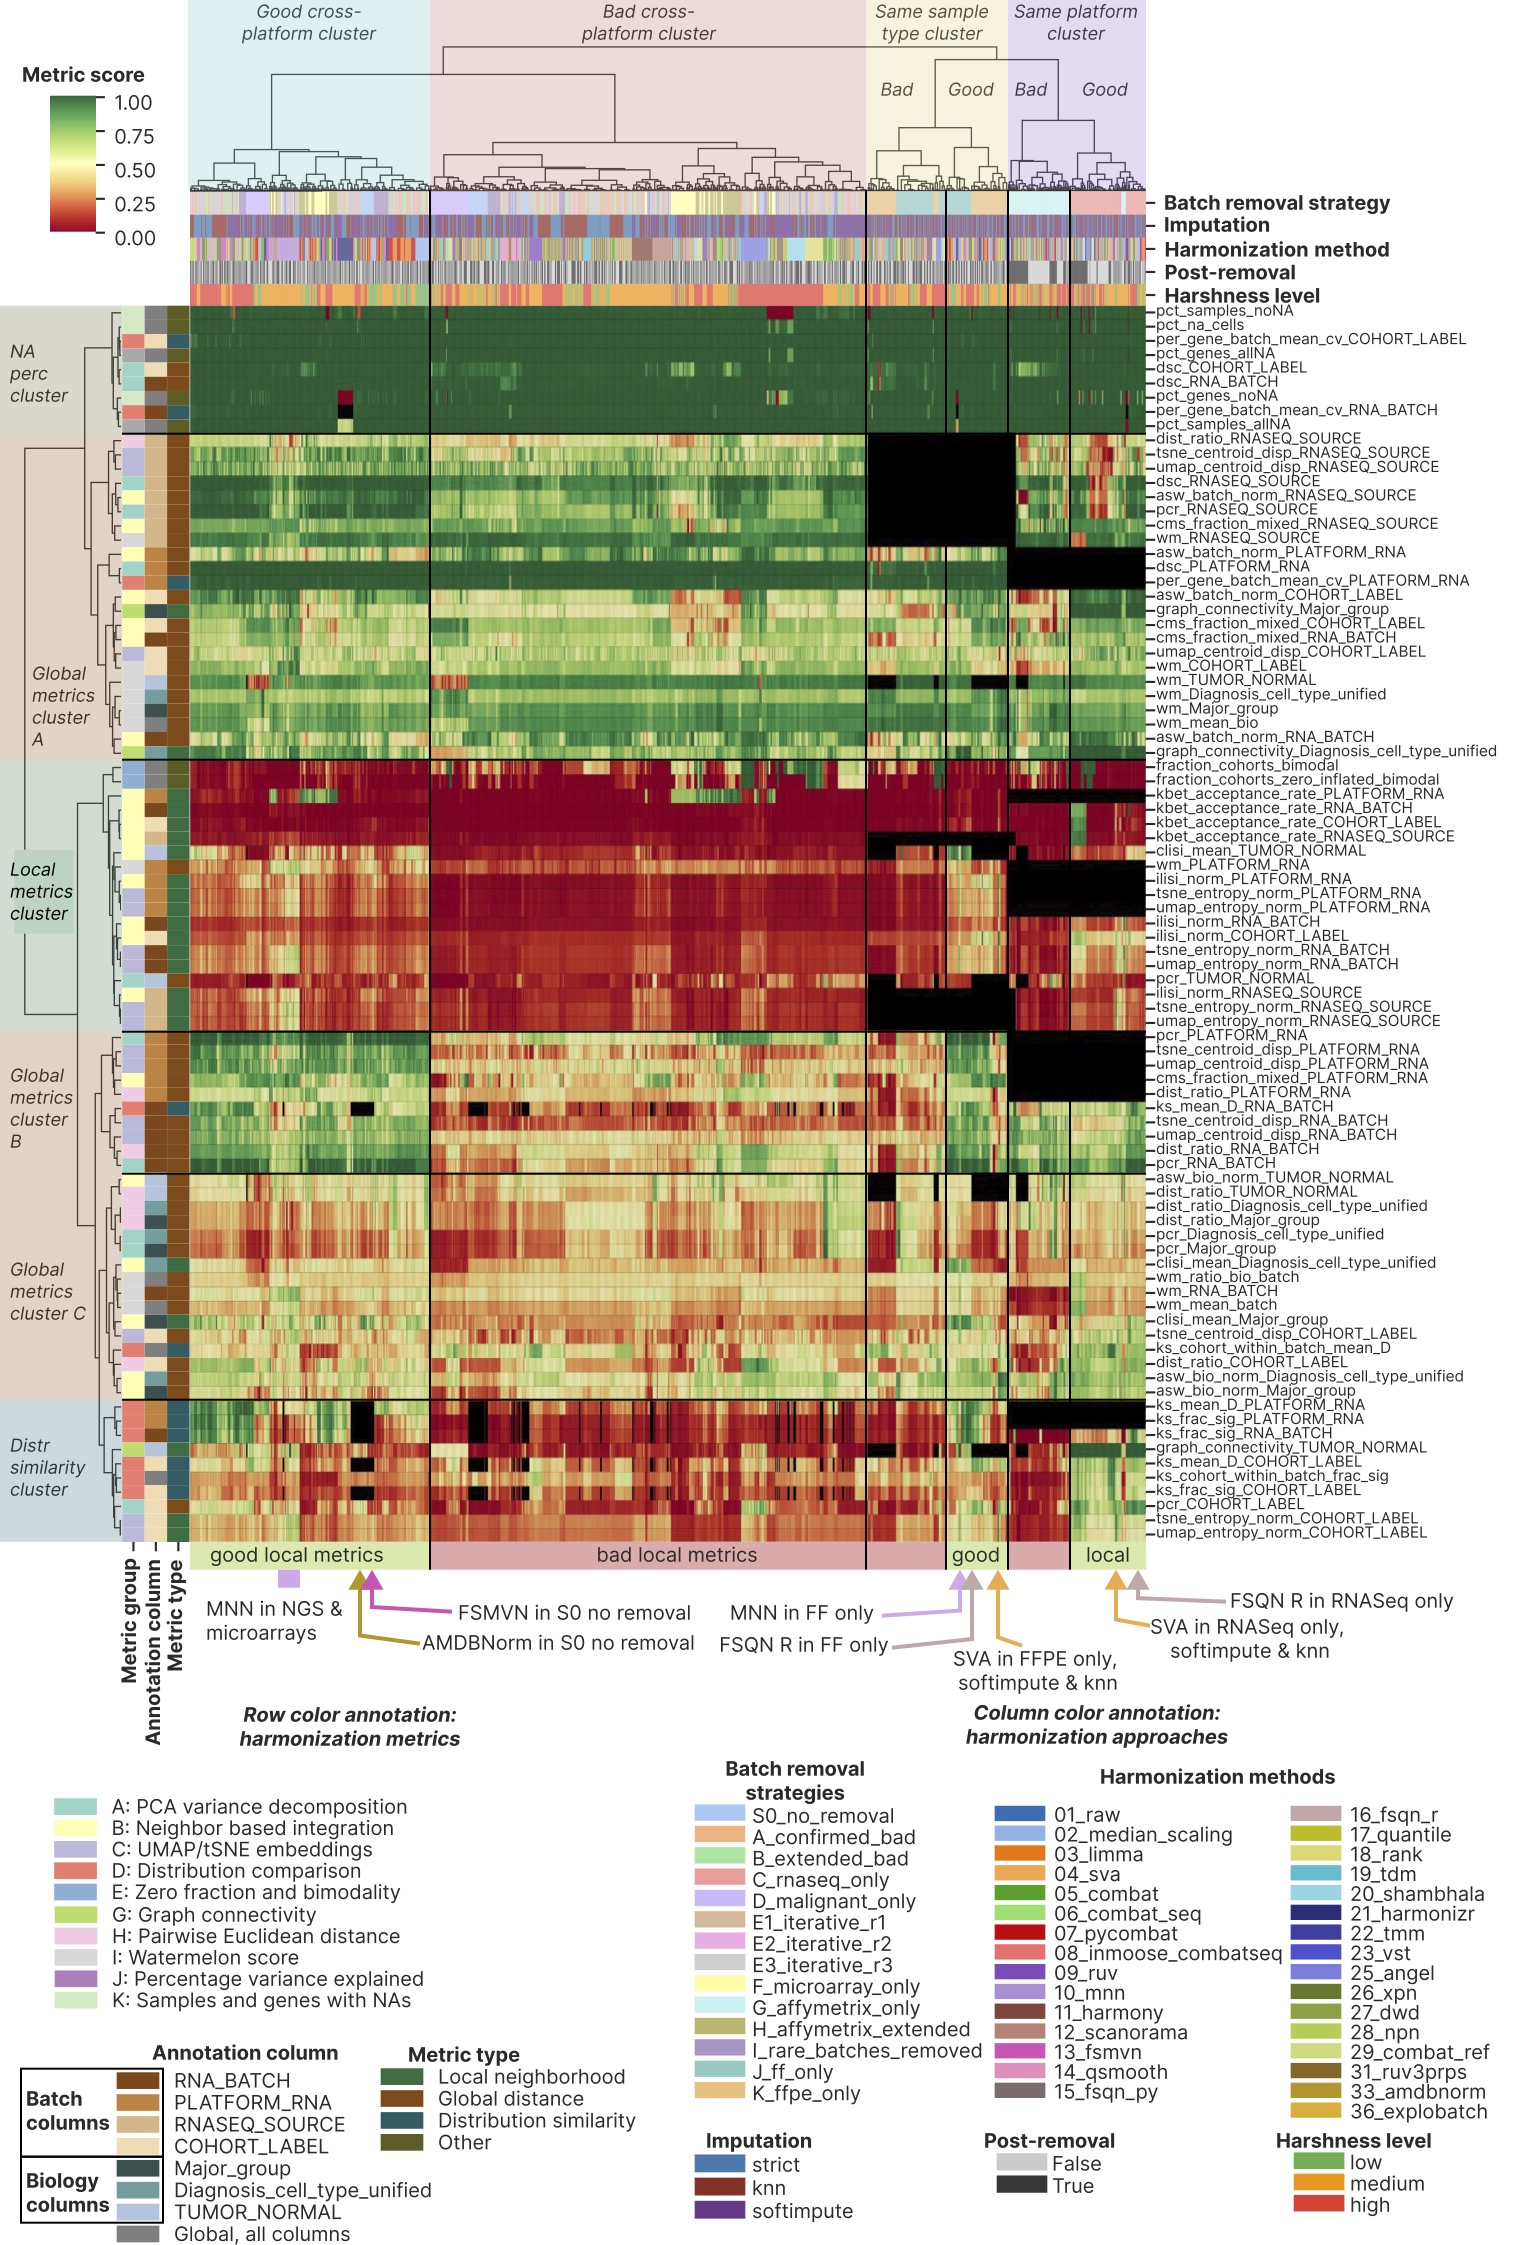 Good cross-
platform cluster
Bad cross-
platform cluster
Same sample
type cluster
Same platform
cluster
Bad
Good
Bad
Good
Metric score
1.00
0.75
0.50
0.25
0.00
Batch removal strategy
Imputation
Harmonization method
Post-removal
Harshness level
NA
perc
cluster
Global
metrics
cluster
A
Local
metrics
cluster
Global
metrics
cluster
B
Global
metrics
cluster C
Distr
similarity
cluster
pct_samples_noNA
pct_na_cells
per_gene_batch_mean_cv_COHORT_LABEL
pct_genes_allNA
dsc_COHORT_LABEL
dsc_RNA_BATCH
pct_genes_noNA
per_gene_batch_mean_cv_RNA_BATCH
pct_samples_allNA
dist_ratio_RNASEQ_SOURCE
tsne_centroid_disp_RNASEQ_SOURCE
umap_centroid_disp_RNASEQ_SOURCE
dsc_RNASEQ_SOURCE
asw_batch_norm_RNASEQ_SOURCE
pcr_RNASEQ_SOURCE
cms_fraction_mixed_RNASEQ_SOURCE
wm_RNASEQ_SOURCE
asw_batch_norm_PLATFORM_RNA
dsc_PLATFORM_RNA
per_gene_batch_mean_cv_PLATFORM_RNA
asw_batch_norm_COHORT_LABEL
graph_connectivity_Major_group
cms_fraction_mixed_COHORT_LABEL
cms_fraction_mixed_RNA_BATCH
umap_centroid_disp_COHORT_LABEL
wm_COHORT_LABEL
wm_TUMOR_NORMAL
wm_Diagnosis_cell_type_unified
wm_Major_group
wm_mean_bio
asw_batch_norm_RNA_BATCH
graph_connectivity_Diagnosis_cell_type_unified
fraction_cohorts_bimodal
fraction_cohorts_zero_inflated_bimodal
kbet_acceptance_rate_PLATFORM_RNA
kbet_acceptance_rate_RNA_BATCH
kbet_acceptance_rate_COHORT_LABEL
kbet_acceptance_rate_RNASEQ_SOURCE
clisi_mean_TUMOR_NORMAL
wm_PLATFORM_RNA
ilisi_norm_PLATFORM_RNA
tsne_entropy_norm_PLATFORM_RNA
umap_entropy_norm_PLATFORM_RNA
ilisi_norm_RNA_BATCH
ilisi_norm_COHORT_LABEL
tsne_entropy_norm_RNA_BATCH
umap_entropy_norm_RNA_BATCH
pcr_TUMOR_NORMAL
ilisi_norm_RNASEQ_SOURCE
tsne_entropy_norm_RNASEQ_SOURCE
umap_entropy_norm_RNASEQ_SOURCE
pcr_PLATFORM_RNA
tsne_centroid_disp_PLATFORM_RNA
umap_centroid_disp_PLATFORM_RNA
cms_fraction_mixed_PLATFORM_RNA
dist_ratio_PLATFORM_RNA
ks_mean_D_RNA_BATCH
tsne_centroid_disp_RNA_BATCH
umap_centroid_disp_RNA_BATCH
dist_ratio_RNA_BATCH
pcr_RNA_BATCH
asw_bio_norm_TUMOR_NORMAL
dist_ratio_TUMOR_NORMAL
dist_ratio_Diagnosis_cell_type_unified
dist_ratio_Major_group
pcr_Diagnosis_cell_type_unified
pcr_Major_group
clisi_mean_Diagnosis_cell_type_unified
wm_ratio_bio_batch
wm_RNA_BATCH
wm_mean_batch
clisi_mean_Major_group
tsne_centroid_disp_COHORT_LABEL
ks_cohort_within_batch_mean_D
dist_ratio_COHORT_LABEL
asw_bio_norm_Diagnosis_cell_type_unified
asw_bio_norm_Major_group
ks_mean_D_PLATFORM_RNA
ks_frac_sig_PLATFORM_RNA
ks_frac_sig_RNA_BATCH
graph_connectivity_TUMOR_NORMAL
ks_mean_D_COHORT_LABEL
ks_cohort_within_batch_frac_sig
ks_frac_sig_COHORT_LABEL
pcr_COHORT_LABEL
tsne_entropy_norm_COHORT_LABEL
umap_entropy_norm_COHORT_LABEL
good local metrics
bad local metrics
good
local
Metric group
Annotation column
Metric type
MNN in NGS &
microarrays
FSMVN in S0 no removal
AMDBNorm in S0 no removal
MNN in FF only
FSQN R in FF only
SVA in FFPE only,
softimpute & knn
FSQN R in RNASeq only
SVA in RNASeq only,
softimpute & knn
Row color annotation:
harmonization metrics
Column color annotation:
harmonization approaches
A: PCA variance decomposition
B: Neighbor based integration
C: UMAP/tSNE embeddings
D: Distribution comparison
E: Zero fraction and bimodality
G: Graph connectivity
H: Pairwise Euclidean distance
I: Watermelon score
J: Percentage variance explained
K: Samples and genes with NAs
Annotation column
Batch
columns
RNA_BATCH
PLATFORM_RNA
RNASEQ_SOURCE
COHORT_LABEL
Biology
columns
Major_group
Diagnosis_cell_type_unified
TUMOR_NORMAL
Global, all columns
Metric type
Local neighborhood
Global distance
Distribution similarity
Other
Batch removal
strategies
S0_no_removal
A_confirmed_bad
B_extended_bad
C_rnaseq_only
D_malignant_only
E1_iterative_r1
E2_iterative_r2
E3_iterative_r3
F_microarray_only
G_affymetrix_only
H_affymetrix_extended
I_rare_batches_removed
J_ff_only
K_ffpe_only
Harmonization methods
01_raw
02_median_scaling
03_limma
04_sva
05_combat
06_combat_seq
07_pycombat
08_inmoose_combatseq
09_ruv
10_mnn
11_harmony
12_scanorama
13_fsmvn
14_qsmooth
15_fsqn_py
16_fsqn_r
17_quantile
18_rank
19_tdm
20_shambhala
21_harmonizr
22_tmm
23_vst
25_angel
26_xpn
27_dwd
28_npn
29_combat_ref
31_ruv3prps
33_amdbnorm
36_explobatch
Imputation
strict
knn
softimpute
Post-removal
False
True
Harshness level
low
medium
high